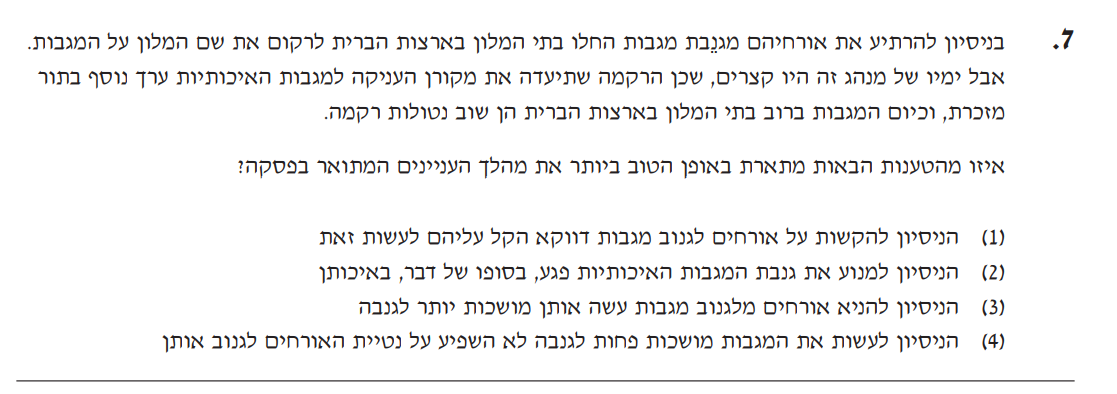 7. בניסיון להרתיע את אורחיהם מגנֵבת מגבות החלו בתי המלון בארצות הברית לרקום את שם המלון על המגבות.
אבל ימיו של מנהג זה היו קצרים, שכן הרקמה שתיעדה את מקורן העניקה למגבות האיכותיות ערך נוסף בתור
מזכרת, וכיום המגבות ברוב בתי המלון בארצות הברית הן שוב נטולות רקמה.
איזו מהטענות הבאות מתארת באופן הטוב ביותר את מהלך העניינים המתואר בפסקה?
(1) הניסיון להקשות על אורחים לגנוב מגבות דווקא הקל עליהם לעשות זאת
(2) הניסיון למנוע את גנבת המגבות האיכותיות פגע, בסופו של דבר, באיכותן
(3) הניסיון להניא אורחים מלגנוב מגבות עשה אותן מושכות יותר לגנבה
(4) הניסיון לעשות את המגבות מושכות פחות לגנבה לא השפיע על נטיית האורחים לגנוב אותן